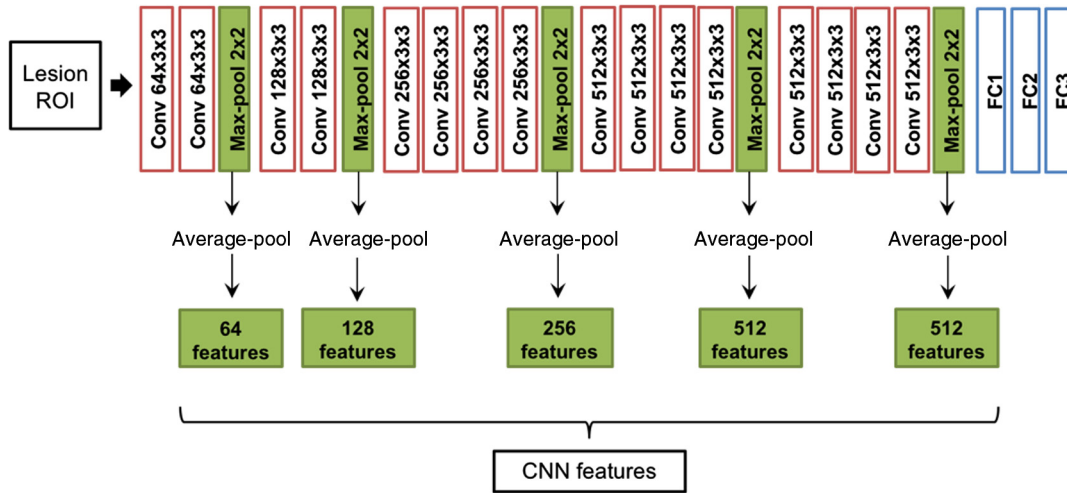 Lesion
ROI
Conv 64x3x3
Conv 64x3x3
Max-pool 2x2
Conv 128x3x3
Conv 128x3x3
Max-pool 2x2
Conv 256x3x3
Conv 256x3x3
Conv 256x3x3
Conv 256x3x3
Max-pool 2x2
Conv 512x3x3
Conv 512x3x3
Conv 512x3x3
Conv 512x3x3
Max-pool 2x2
Conv 512x3x3
Conv 512x3x3
Conv 512x3x3
Conv 512x3x3
Max-pool 2x2
FC1
FC2
FC3
Average-pool
Average-pool
Average-pool
Average-pool
Average-pool
64
features
128
features
256
features
512
features
512
features
CNN features